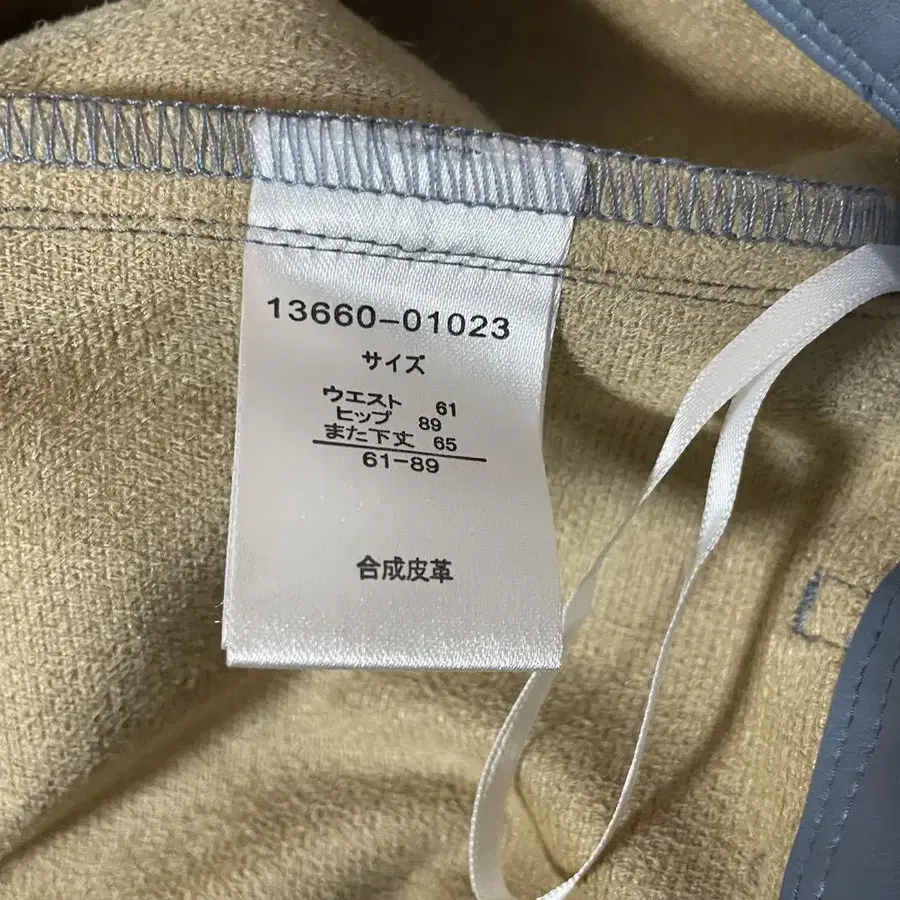 13660-01023
サイズ
ウエスト 61
ヒップ 89
また下丈 65
61-89
合成皮革